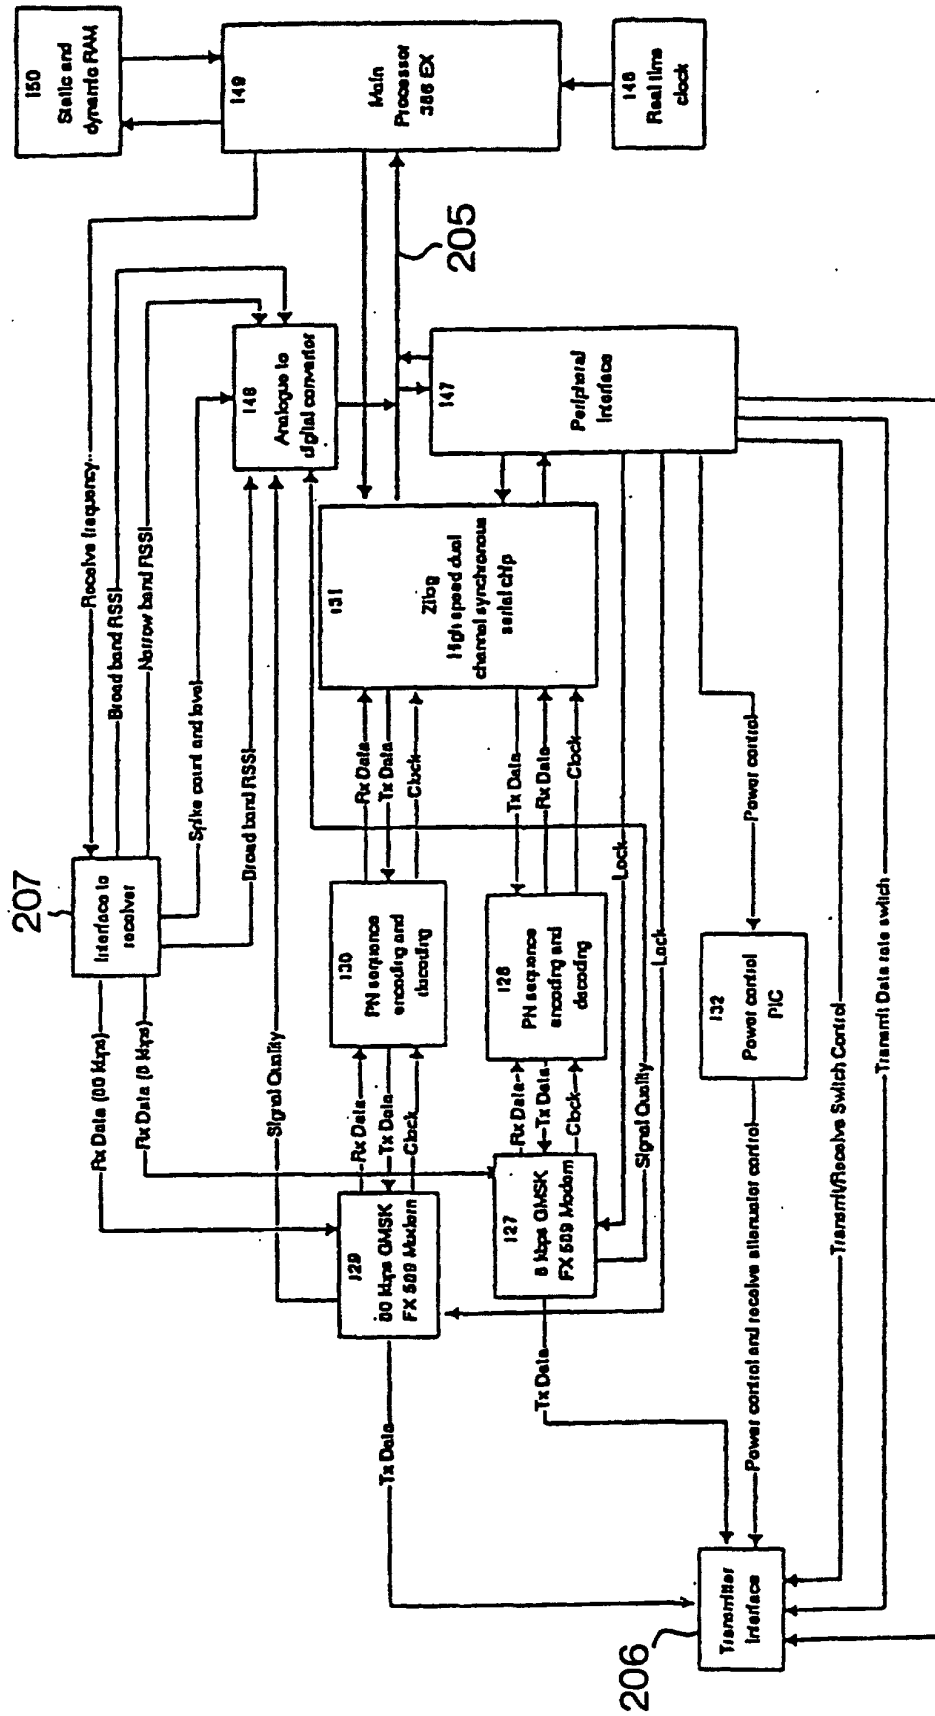 150
Static and
dynamic RAM
149
Main
Processor
386 EX
148
Real time
clock
205
207
Interface to
receiver
Receive frequency
Broad band RSSI
Narrow band RSSI
Spike count and level
Broad band RSSI
146
Analogue to
digital convertor
147
Peripheral
Interface
131
Zilog
High speed dual
channel synchronous
serial chip
Rx Data
Tx Data
Clock
Tx Data
Rx Data
Clock
130
PN sequence
encoding and
decoding
128
PN sequence
encoding and
decoding
Rx Data (80 kbps)
Rx Data (8 kbps)
Signal Quality
Rx Data
Tx Data
Clock
Rx Data
Tx Data
Clock
Signal Quality
Lock
Lock
129
80 kbps GMSK
FX 589 Modem
127
8 kbps GMSK
FX 589 Modem
Power control
132
Power control
PIC
Tx Data
Tx Data
Power control and receive attenuator control
Transmit/Receive Switch Control
Transmit Data rate switch
206
Transmitter
Interface